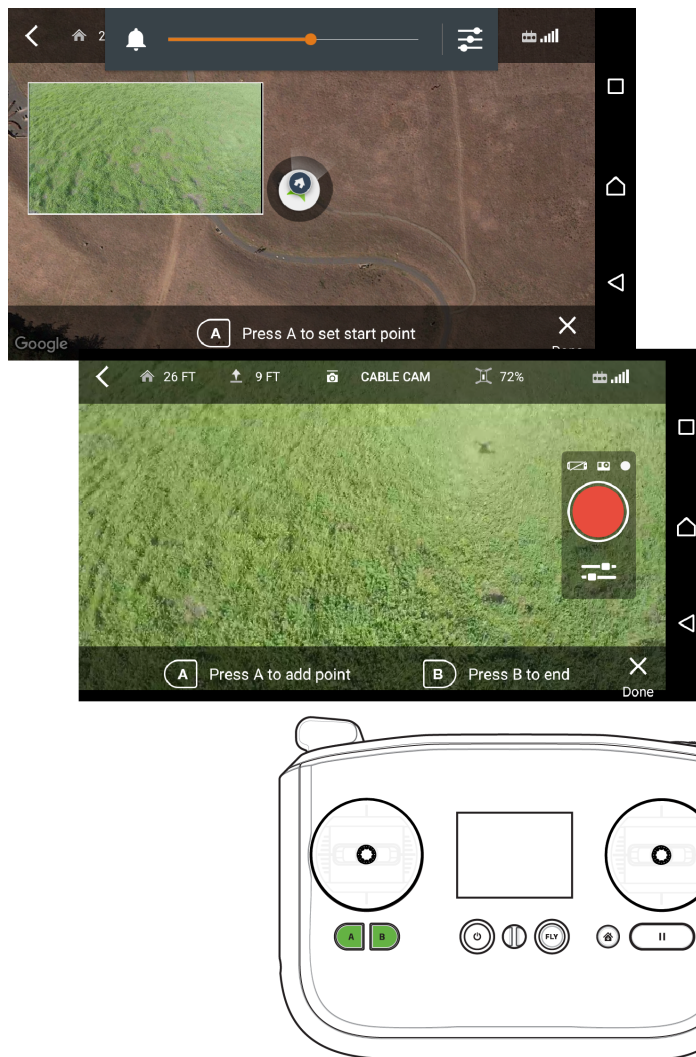 2
A Press A to set start point
Google
26 FT 9 FT CABLE CAM 72%
A Press A to add point B Press B to end
Done
A B FLY